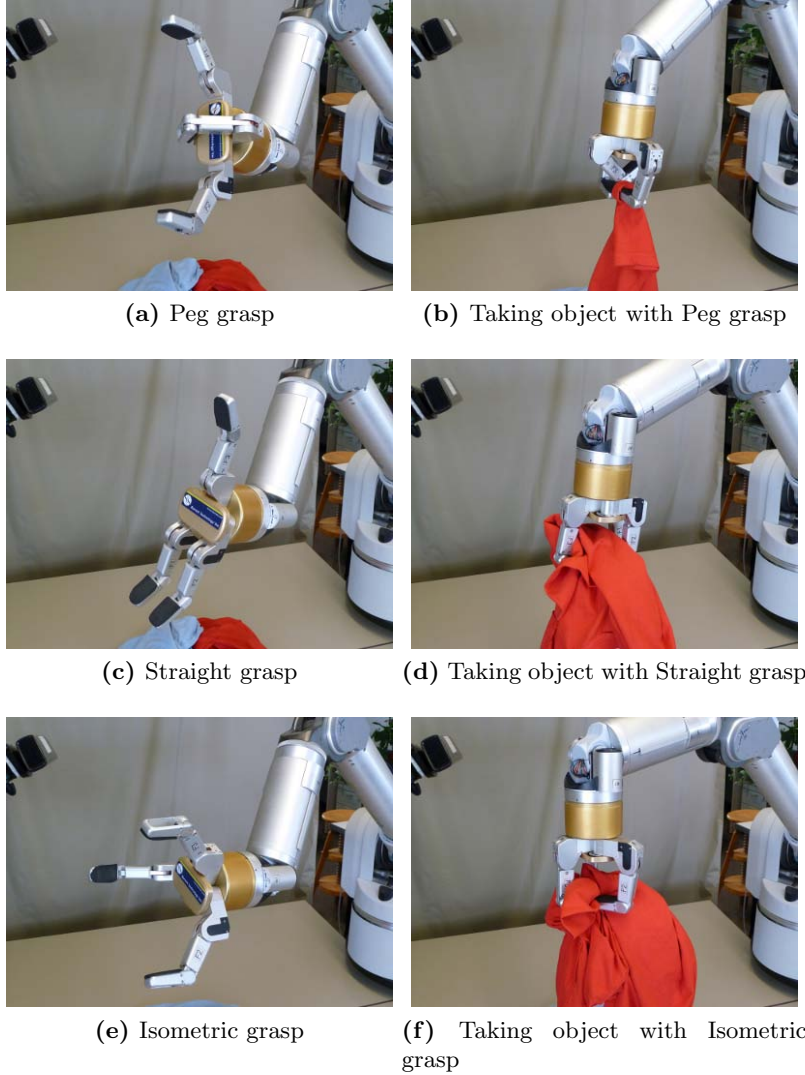 (a) Peg grasp
(b) Taking object with Peg grasp
(c) Straight grasp
(d) Taking object with Straight grasp
(e) Isometric grasp
(f) Taking object with Isometric
grasp